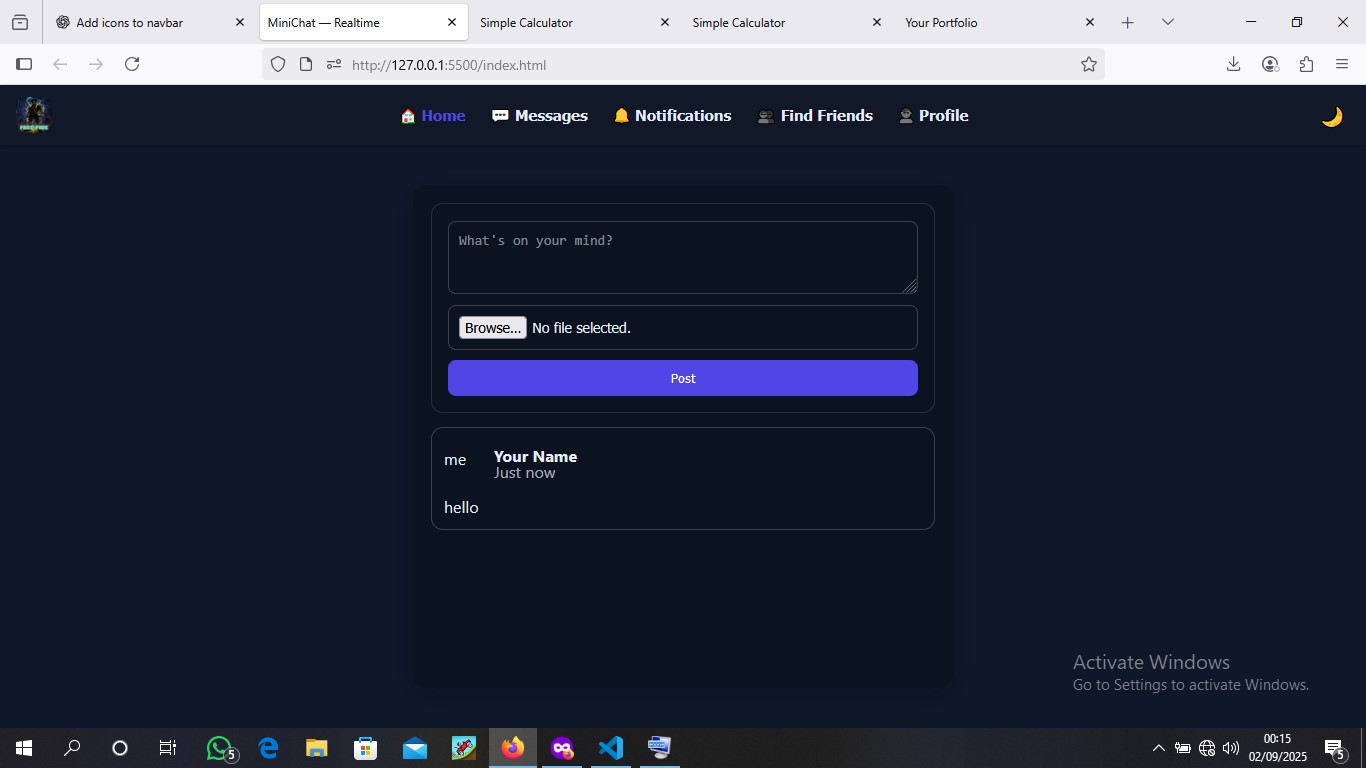 Add icons to navbar
MiniChat — Realtime
Simple Calculator
Simple Calculator
Your Portfolio
http://127.0.0.1:5500/index.html
Home
Messages
Notifications
Find Friends
Profile
What's on your mind?
Browse... No file selected.
Post
me
Your Name
Just now
hello
Activate Windows
Go to Settings to activate Windows.
5
00:15
02/09/2025
5